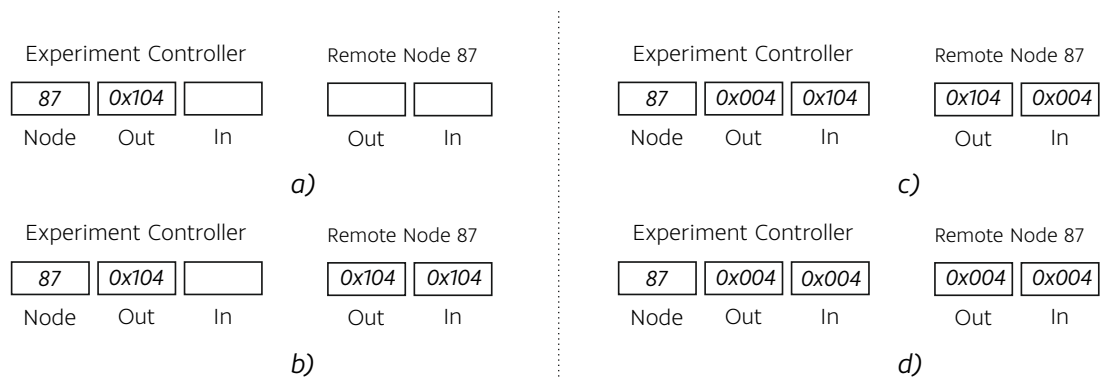 Experiment Controller Remote Node 87
87 0x104
Node Out In Out In
a)
Experiment Controller Remote Node 87
87 0x104 0x104 0x104
Node Out In Out In
b)
Experiment Controller Remote Node 87
87 0x004 0x104 0x104 0x004
Node Out In Out In
c)
Experiment Controller Remote Node 87
87 0x004 0x004 0x004 0x004
Node Out In Out In
d)